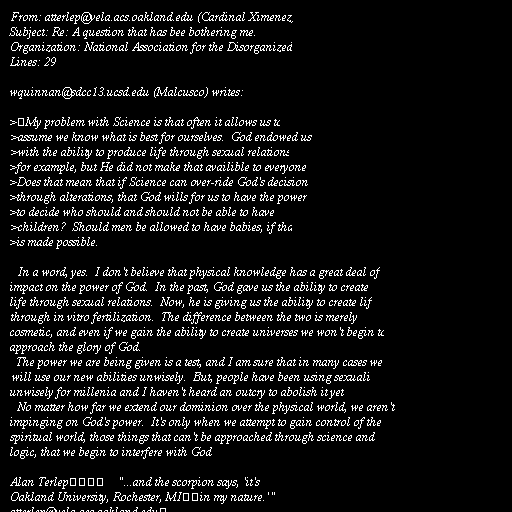 From: atterlep@vela.acs.oakland.edu (Cardinal Ximenez,
Subject: Re: A question that has bee bothering me.
Organization: National Association for the Disorganized
Lines: 29

wquinnan@sdcc13.ucsd.edu (Malcusco) writes:

>□My problem with Science is that often it allows us to
>assume we know what is best for ourselves.  God endowed us
>with the ability to produce life through sexual relations
>for example, but He did not make that availible to everyone
>Does that mean that if Science can over-ride God's decision
>through alterations, that God wills for us to have the power
>to decide who should and should not be able to have
>children?  Should men be allowed to have babies, if tha
>is made possible.

In a word, yes.  I don't believe that physical knowledge has a great deal of
impact on the power of God.  In the past, God gave us the ability to create
life through sexual relations.  Now, he is giving us the ability to create lif
through in vitro fertilization.  The difference between the two is merely
cosmetic, and even if we gain the ability to create universes we won't begin to
approach the glory of God.
The power we are being given is a test, and I am sure that in many cases we
will use our new abilities unwisely.  But, people have been using sexuali
unwisely for millenia and I haven't heard an outcry to abolish it yet
No matter how far we extend our dominion over the physical world, we aren't
impinging on God's power.  It's only when we attempt to gain control of the
spiritual world, those things that can't be approached through science and
logic, that we begin to interfere with God

Alan Terlep□□□□ "...and the scorpion says, 'it's
Oakland University, Rochester, MI□□in my nature.'"
atterlep@vela.acs.oakland.edu□